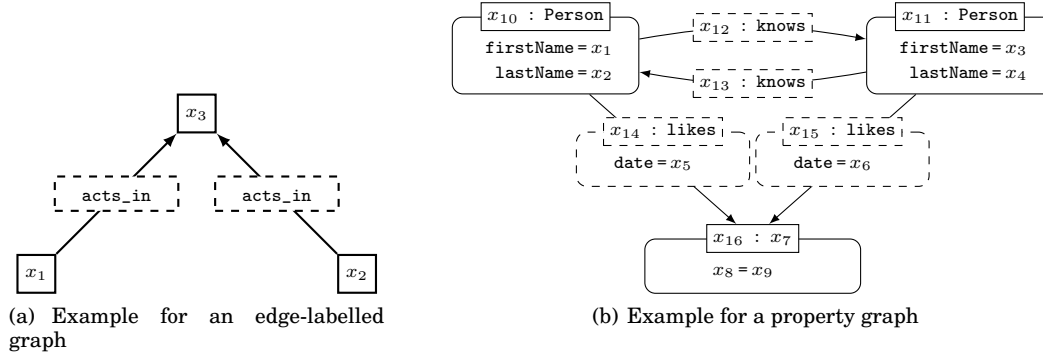 x₃
acts_in
acts_in
x₁
x₂
(a) Example for an edge-labelled
graph
x₁₀ : Person
firstName = x₁
lastName = x₂
x₁₂ : knows
x₁₃ : knows
x₁₁ : Person
firstName = x₃
lastName = x₄
x₁₄ : likes
date = x₅
x₁₅ : likes
date = x₆
x₁₆ : x₇
x₈ = x₉
(b) Example for a property graph